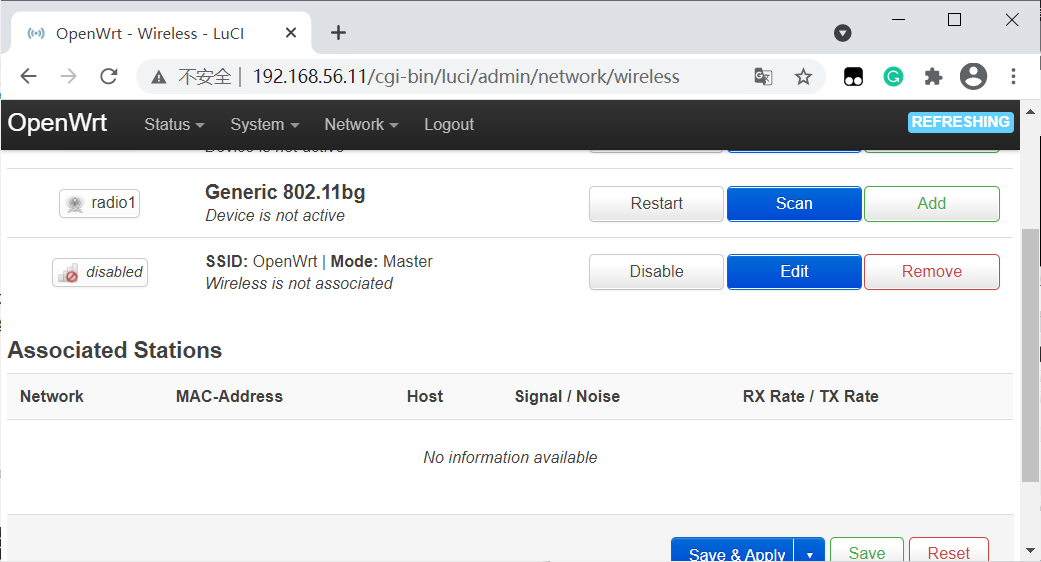 OpenWrt - Wireless - LuCI
不安全 | 192.168.56.11/cgi-bin/luci/admin/network/wireless
OpenWrt Status System Network Logout REFRESHING
Device is not active
radio1 Generic 802.11bg Restart Scan Add
Device is not active
disabled SSID: OpenWrt | Mode: Master Disable Edit Remove
Wireless is not associated
Associated Stations
Network MAC-Address Host Signal / Noise RX Rate / TX Rate
No information available
Save & Apply Save Reset